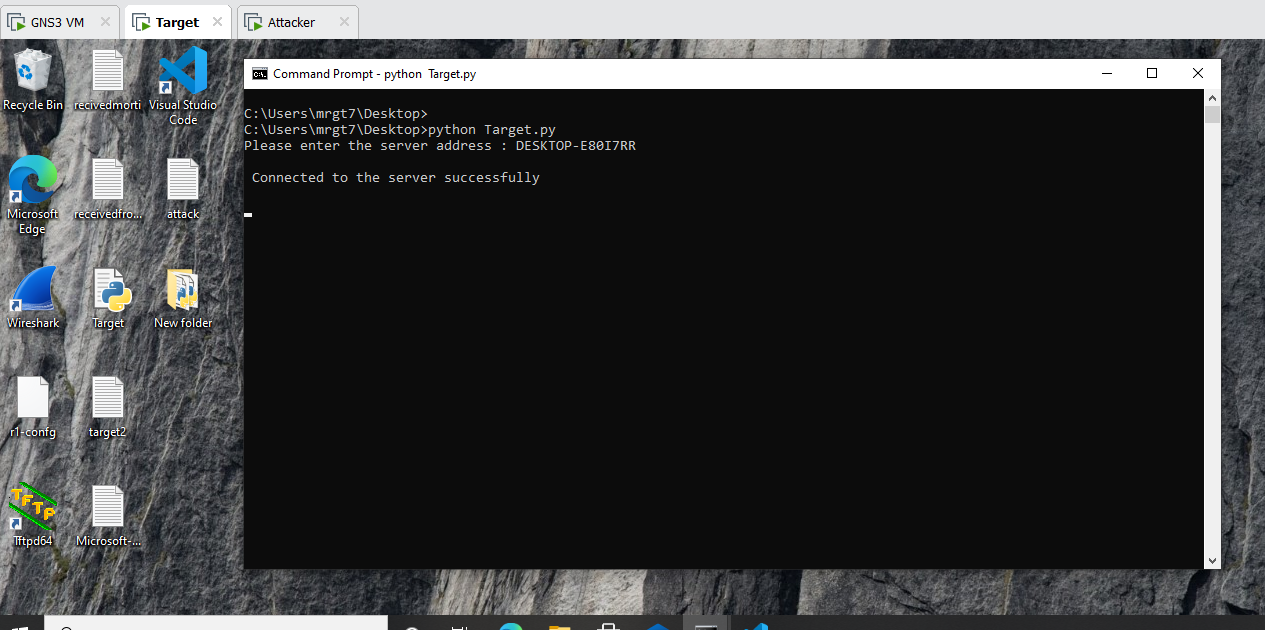 GNS3 VM
Target
Attacker
Recycle Bin
recivedmorti
Visual Studio
Code
Microsoft
Edge
receivedfro...
attack
Wireshark
Target
New folder
r1-confg
target2
TFTP
Tftpd64
Microsoft-...
C:\.
Command Prompt - python  Target.py
C:\Users\mrgt7\Desktop>
C:\Users\mrgt7\Desktop>python Target.py
Please enter the server address : DESKTOP-E80I7RR
Connected to the server successfully